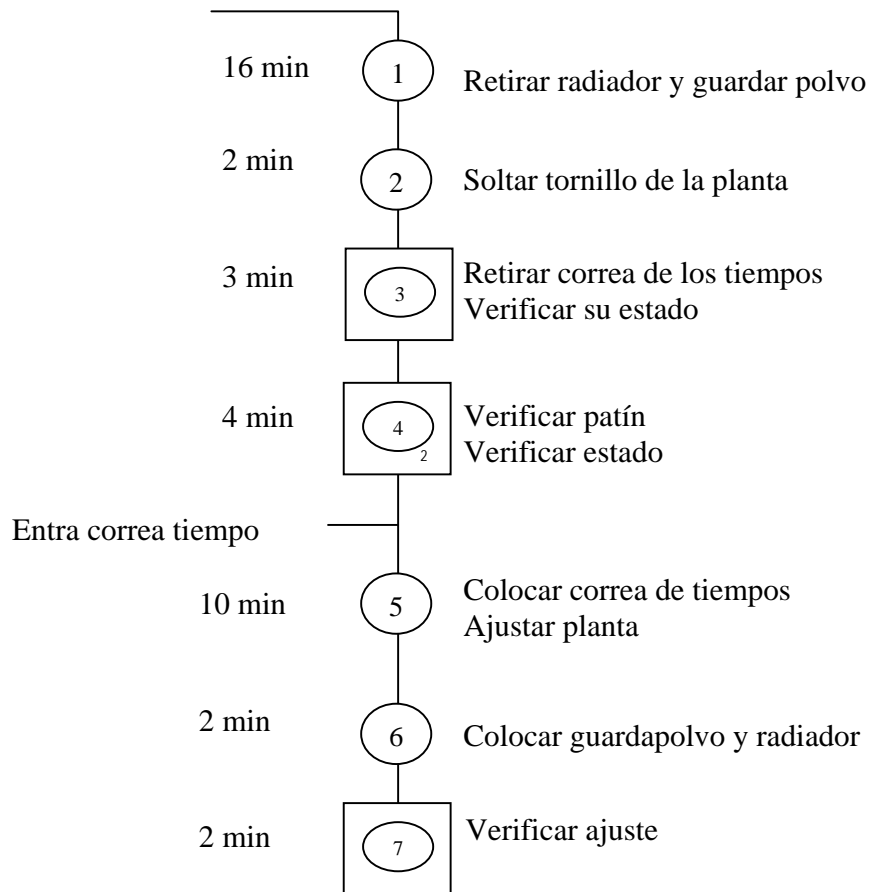 16 min
1
Retirar radiador y guardar polvo
2 min
2
Soltar tornillo de la planta
3 min
3
Retirar correa de los tiempos
Verificar su estado
4 min
4
2
Verificar patín
Verificar estado
Entra correa tiempo
10 min
5
Colocar correa de tiempos
Ajustar planta
2 min
6
Colocar guardapolvo y radiador
2 min
7
Verificar ajuste